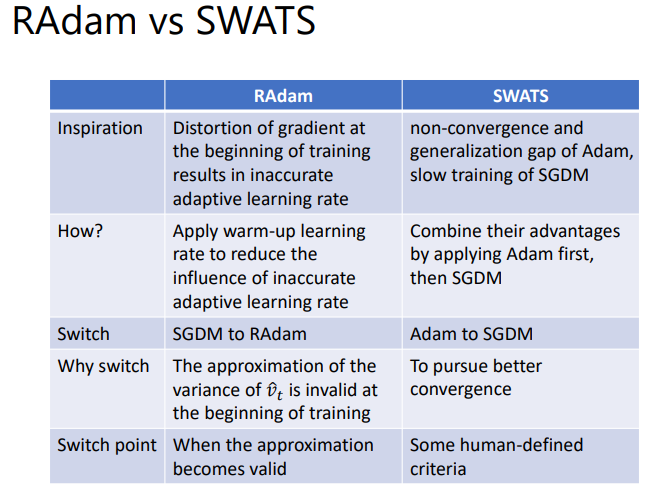 RAdam vs SWATS
RAdam
SWATS
Inspiration
Distortion of gradient at
the beginning of training
results in inaccurate
adaptive learning rate
non-convergence and
generalization gap of Adam,
slow training of SGDM
How?
Apply warm-up learning
rate to reduce the
influence of inaccurate
adaptive learning rate
Combine their advantages
by applying Adam first,
then SGDM
Switch
SGDM to RAdam
Adam to SGDM
Why switch
The approximation of the
variance of v̂ₜ is invalid at
the beginning of training
To pursue better
convergence
Switch point
When the approximation
becomes valid
Some human-defined
criteria